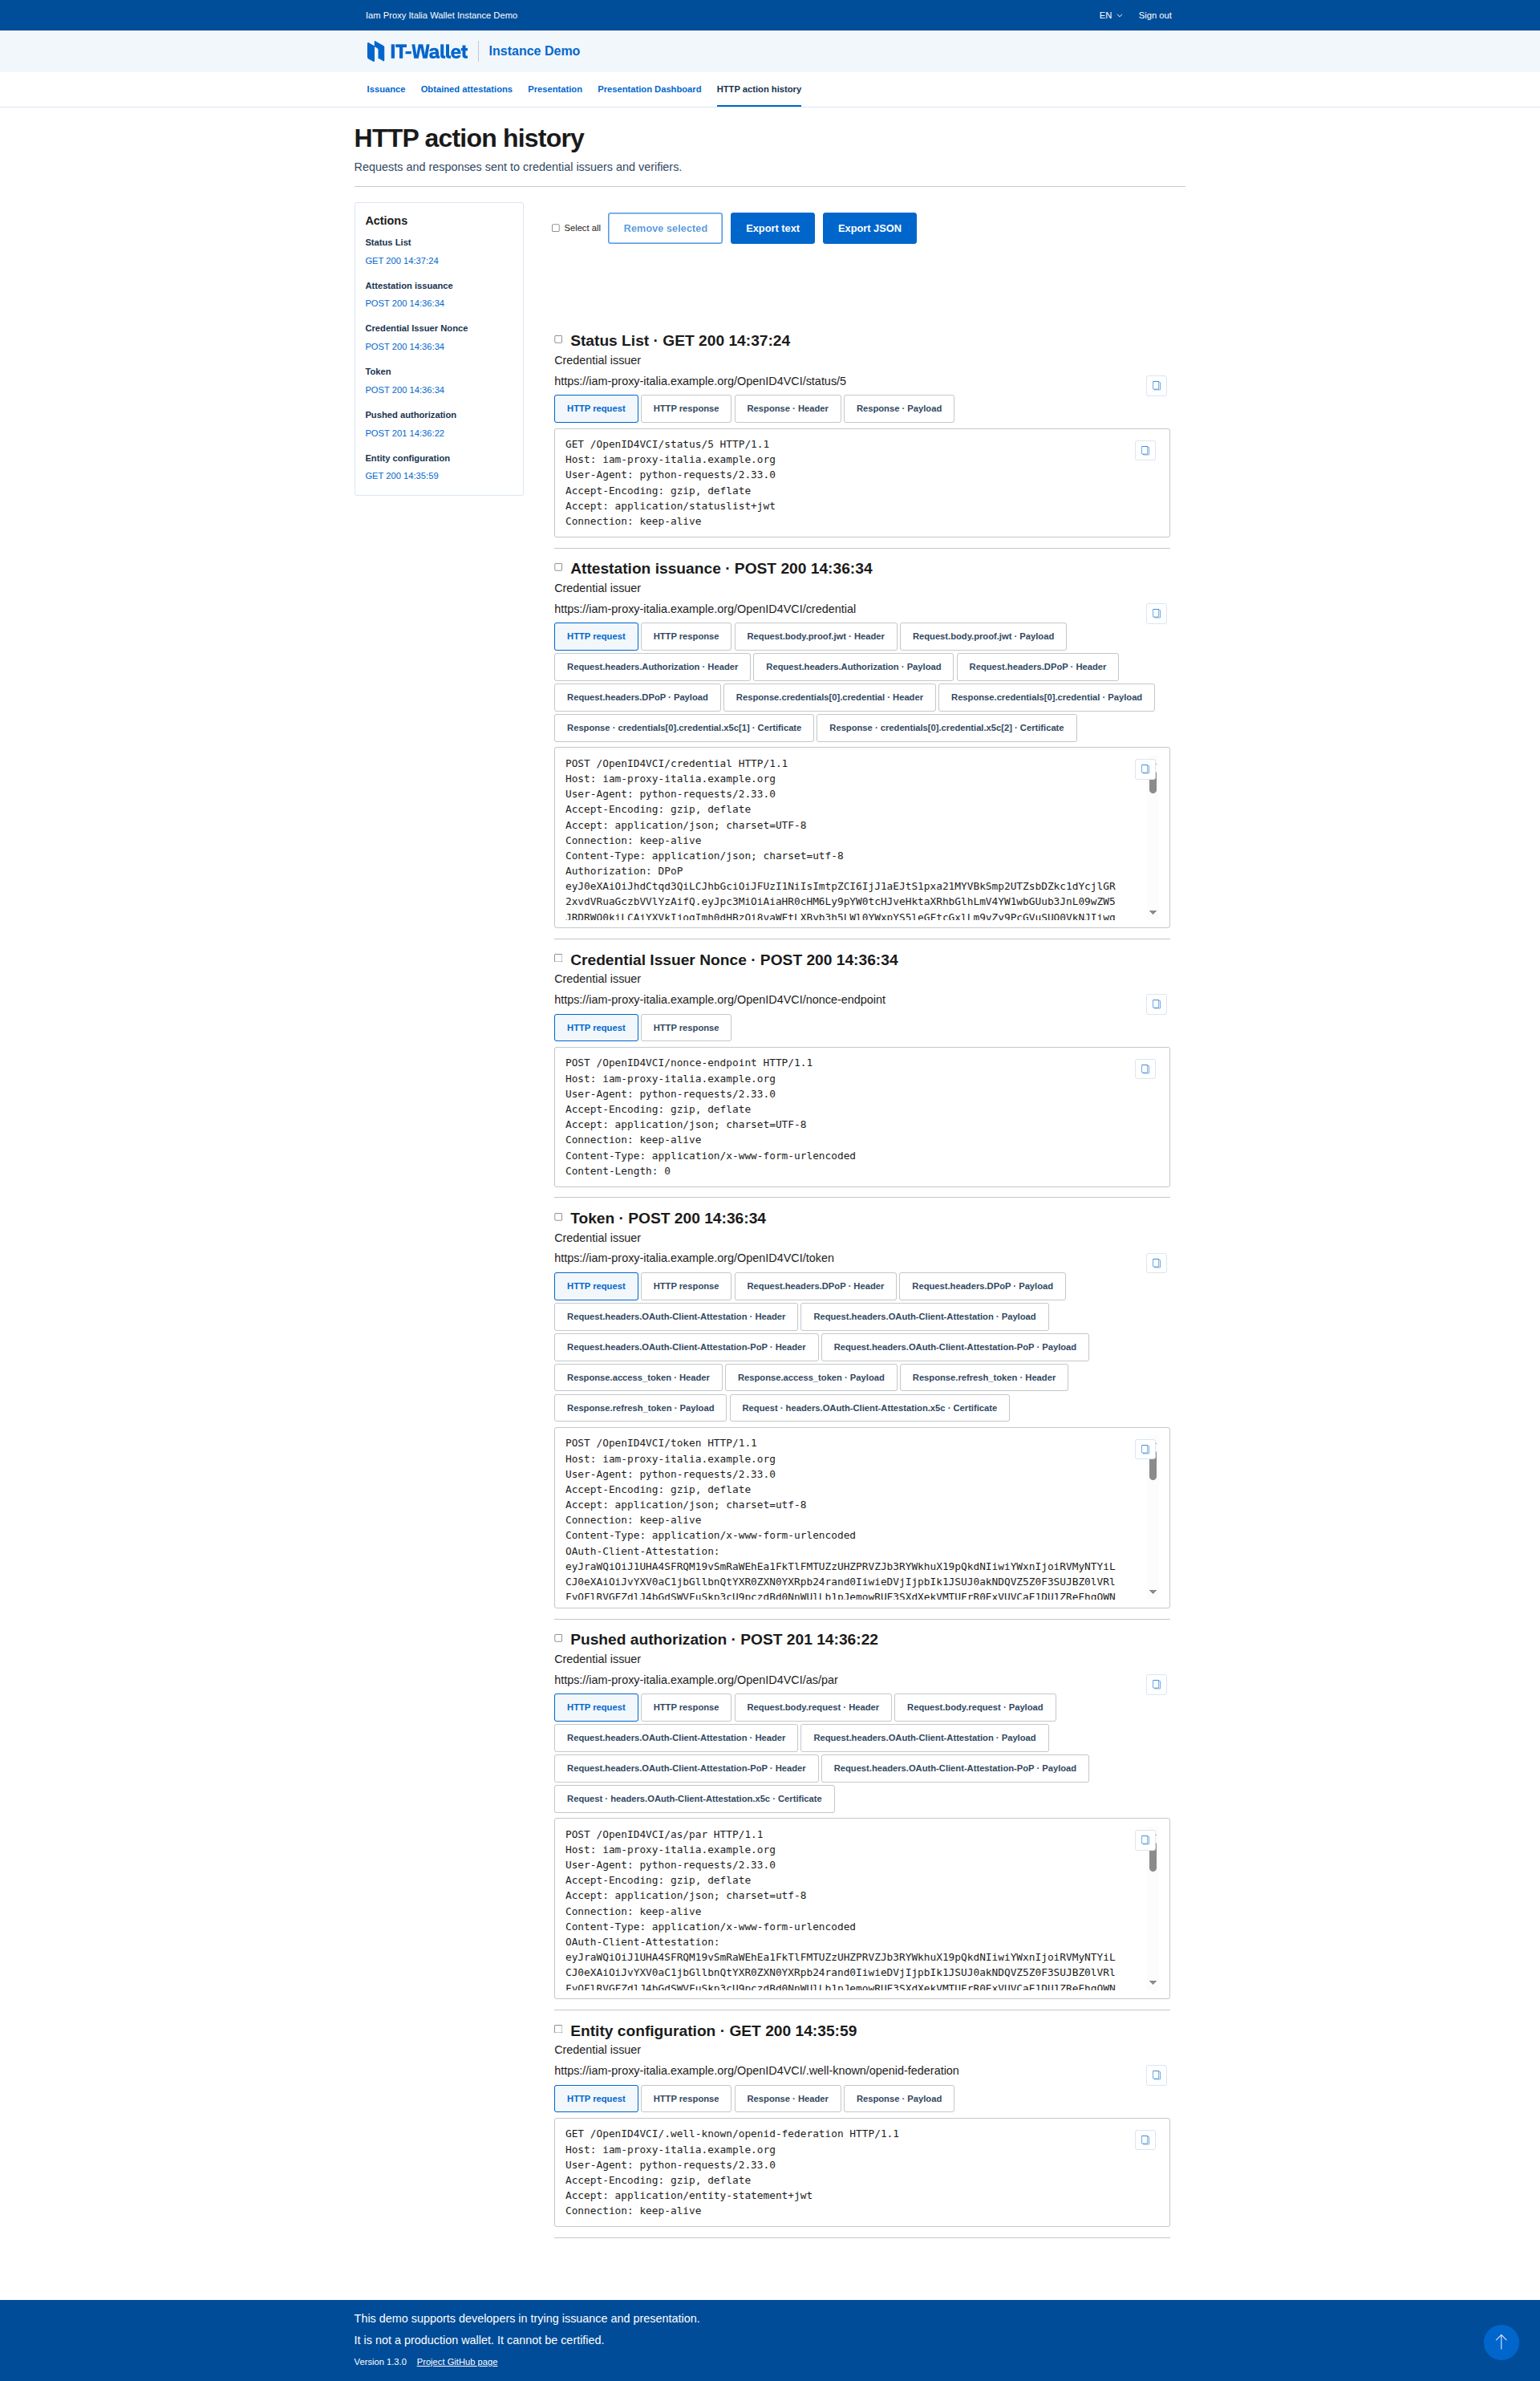 Iam Proxy Italia Wallet Instance Demo
EN
Sign out
IT-Wallet
Instance Demo
Issuance
Obtained attestations
Presentation
Presentation Dashboard
HTTP action history
HTTP action history
Requests and responses sent to credential issuers and verifiers.
Actions
Status List
GET 200 14:37:24
Attestation issuance
POST 200 14:36:34
Credential Issuer Nonce
POST 200 14:36:34
Token
POST 200 14:36:34
Pushed authorization
POST 201 14:36:22
Entity configuration
GET 200 14:35:59
Select all
Remove selected
Export text
Export JSON
Status List · GET 200 14:37:24
Credential issuer
https://iam-proxy-italia.example.org/OpenID4VCI/status/5
HTTP request
HTTP response
Response · Header
Response · Payload
GET /OpenID4VCI/status/5 HTTP/1.1
Host: iam-proxy-italia.example.org
User-Agent: python-requests/2.33.0
Accept-Encoding: gzip, deflate
Accept: application/statuslist+jwt
Connection: keep-alive
Attestation issuance · POST 200 14:36:34
Credential issuer
https://iam-proxy-italia.example.org/OpenID4VCI/credential
HTTP request
HTTP response
Request.body.proof.jwt · Header
Request.body.proof.jwt · Payload
Request.headers.Authorization · Header
Request.headers.Authorization · Payload
Request.headers.DPoP · Header
Request.headers.DPoP · Payload
Response.credentials[0].credential · Header
Response.credentials[0].credential · Payload
Response · credentials[0].credential.x5c[1] · Certificate
Response · credentials[0].credential.x5c[2] · Certificate
POST /OpenID4VCI/credential HTTP/1.1
Host: iam-proxy-italia.example.org
User-Agent: python-requests/2.33.0
Accept-Encoding: gzip, deflate
Accept: application/json; charset=UTF-8
Connection: keep-alive
Content-Type: application/json; charset=utf-8
Authorization: DPoP
eyJ0eXAiOiJhdCtqd3QiLCJhbGciOiJFUzI1NiIsImtpZCI6IjJ1aEJtS1pxa21MYVBkSmp2UTZsbDZkc1dYcjlGR
2xvdVRuaGczbVVlYzAifQ.eyJpc3MiOiAiaHR0cHM6Ly9pYW0tcHJveHktaXRhbGlhLmV4YW1wbGUub3JnL09wZW5
Credential Issuer Nonce · POST 200 14:36:34
Credential issuer
https://iam-proxy-italia.example.org/OpenID4VCI/nonce-endpoint
HTTP request
HTTP response
POST /OpenID4VCI/nonce-endpoint HTTP/1.1
Host: iam-proxy-italia.example.org
User-Agent: python-requests/2.33.0
Accept-Encoding: gzip, deflate
Accept: application/json; charset=UTF-8
Connection: keep-alive
Content-Type: application/x-www-form-urlencoded
Content-Length: 0
Token · POST 200 14:36:34
Credential issuer
https://iam-proxy-italia.example.org/OpenID4VCI/token
HTTP request
HTTP response
Request.headers.DPoP · Header
Request.headers.DPoP · Payload
Request.headers.OAuth-Client-Attestation · Header
Request.headers.OAuth-Client-Attestation · Payload
Request.headers.OAuth-Client-Attestation-PoP · Header
Request.headers.OAuth-Client-Attestation-PoP · Payload
Response.access_token · Header
Response.access_token · Payload
Response.refresh_token · Header
Response.refresh_token · Payload
Request · headers.OAuth-Client-Attestation.x5c · Certificate
POST /OpenID4VCI/token HTTP/1.1
Host: iam-proxy-italia.example.org
User-Agent: python-requests/2.33.0
Accept-Encoding: gzip, deflate
Accept: application/json; charset=utf-8
Connection: keep-alive
Content-Type: application/x-www-form-urlencoded
OAuth-Client-Attestation:
eyJraWQiOiJ1UHA4SFRQM19vSmRaWEhEa1FkTlFMTUZzUHZPRVZJb3RYWkhuX19pQkdNIiwiYWxnIjoiRVMyNTYiL
CJ0eXAiOiJvYXV0aC1jbGllbnQtYXR0ZXN0YXRpb24rand0IiwieDVjIjpbIk1JSUJ0akNDQVZ5Z0F3SUJBZ0lVRl
Pushed authorization · POST 201 14:36:22
Credential issuer
https://iam-proxy-italia.example.org/OpenID4VCI/as/par
HTTP request
HTTP response
Request.body.request · Header
Request.body.request · Payload
Request.headers.OAuth-Client-Attestation · Header
Request.headers.OAuth-Client-Attestation · Payload
Request.headers.OAuth-Client-Attestation-PoP · Header
Request.headers.OAuth-Client-Attestation-PoP · Payload
Request · headers.OAuth-Client-Attestation.x5c · Certificate
POST /OpenID4VCI/as/par HTTP/1.1
Host: iam-proxy-italia.example.org
User-Agent: python-requests/2.33.0
Accept-Encoding: gzip, deflate
Accept: application/json; charset=utf-8
Connection: keep-alive
Content-Type: application/x-www-form-urlencoded
OAuth-Client-Attestation:
eyJraWQiOiJ1UHA4SFRQM19vSmRaWEhEa1FkTlFMTUZzUHZPRVZJb3RYWkhuX19pQkdNIiwiYWxnIjoiRVMyNTYiL
CJ0eXAiOiJvYXV0aC1jbGllbnQtYXR0ZXN0YXRpb24rand0IiwieDVjIjpbIk1JSUJ0akNDQVZ5Z0F3SUJBZ0lVRl
Entity configuration · GET 200 14:35:59
Credential issuer
https://iam-proxy-italia.example.org/OpenID4VCI/.well-known/openid-federation
HTTP request
HTTP response
Response · Header
Response · Payload
GET /OpenID4VCI/.well-known/openid-federation HTTP/1.1
Host: iam-proxy-italia.example.org
User-Agent: python-requests/2.33.0
Accept-Encoding: gzip, deflate
Accept: application/entity-statement+jwt
Connection: keep-alive
This demo supports developers in trying issuance and presentation.
It is not a production wallet. It cannot be certified.
Version 1.3.0
Project GitHub page